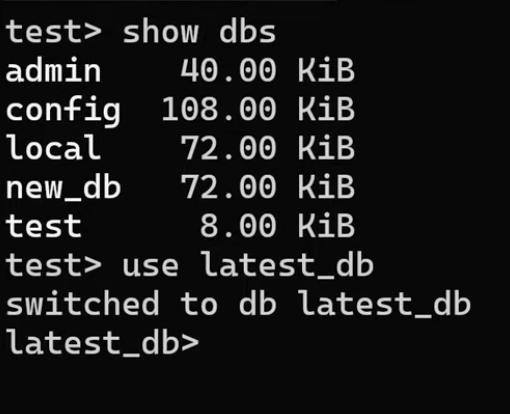 test> show dbs
admin    40.00 KiB
config  108.00 KiB
local    72.00 KiB
new_db   72.00 KiB
test      8.00 KiB
test> use latest_db
switched to db latest_db
latest_db>